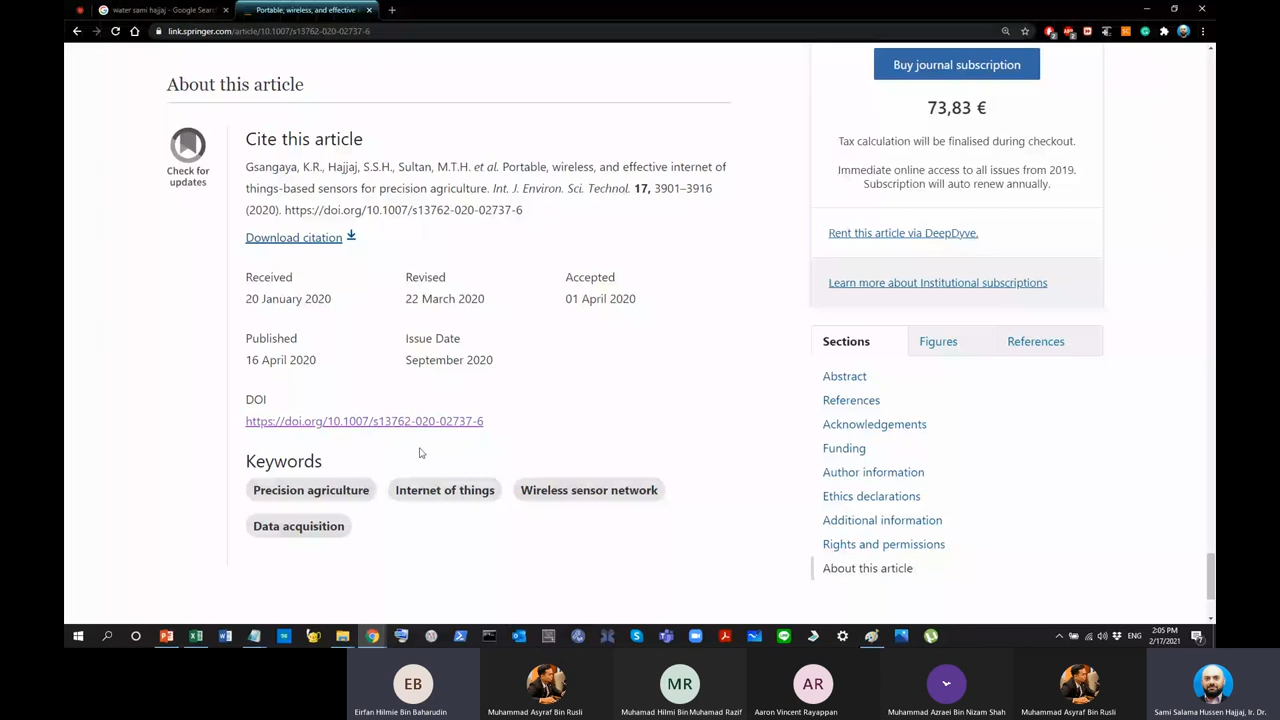 water sami hajjaj - Google Sear
Portable, wireless, and effective
link.springer.com/article/10.1007/s13762-020-02737-6
About this article
Check for
updates
Cite this article
Gsangaya, K.R., Hajjaj, S.S.H., Sultan, M.T.H. et al. Portable, wireless, and effective internet of
things-based sensors for precision agriculture. Int. J. Environ. Sci. Technol. 17, 3901–3916
(2020). https://doi.org/10.1007/s13762-020-02737-6
Download citation
Received
Revised
Accepted
20 January 2020
22 March 2020
01 April 2020
Published
Issue Date
16 April 2020
September 2020
DOI
https://doi.org/10.1007/s13762-020-02737-6
Keywords
Precision agriculture
Internet of things
Wireless sensor network
Data acquisition
Buy journal subscription
73,83 €
Tax calculation will be finalised during checkout.
Immediate online access to all issues from 2019.
Subscription will auto renew annually.
Rent this article via DeepDyve.
Learn more about Institutional subscriptions
Sections
Figures
References
Abstract
References
Acknowledgements
Funding
Author information
Ethics declarations
Additional information
Rights and permissions
About this article
ENG
2:05 PM
2/17/2021
EB
MR
AR
Eirfan Hilmie Bin Baharudin
Muhammad Asyraf Bin Rusli
Muhamad Hilmi Bin Muhamad Razif
Aaron Vincent Rayappan
Muhammad Azraei Bin Nizam Shah
Muhammad Asyraf Bin Rusli
Sami Salama Hussen Hajjaj, Ir. Dr.